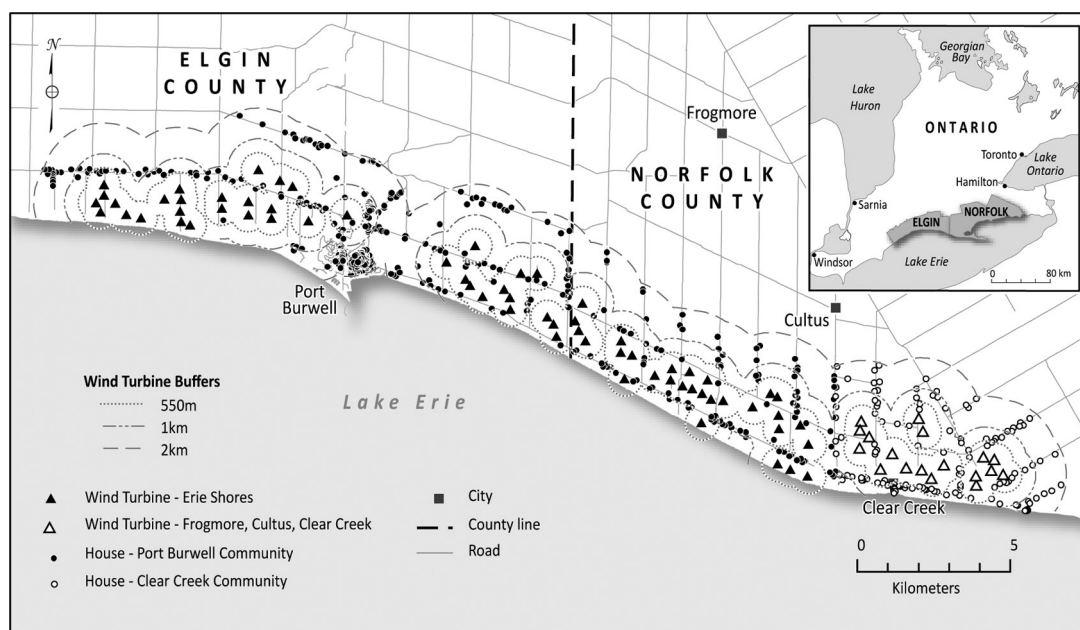 N
ELGIN
COUNTY
Frogmore
NORFOLK
COUNTY
Port
Burwell
Cultus
Clear Creek
Lake Erie
Georgian
Bay
Lake
Huron
ONTARIO
Toronto
Lake
Ontario
Hamilton
Sarnia
NORFOLK
ELGIN
Windsor
Lake Erie
0 80 km
Wind Turbine Buffers
550m
1km
2km
Wind Turbine - Erie Shores
Wind Turbine - Frogmore, Cultus, Clear Creek
House - Port Burwell Community
House - Clear Creek Community
City
County line
Road
0 5
Kilometers